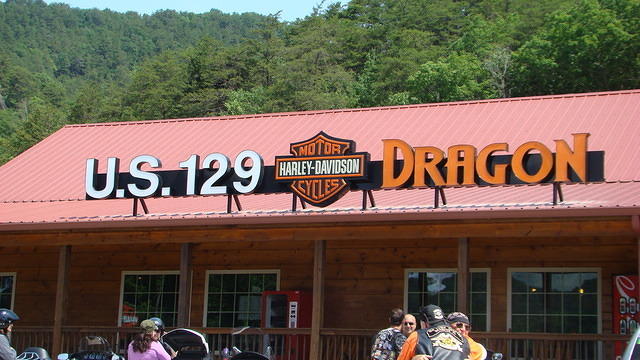 U.S. 129
MOTOR
HARLEY-DAVIDSON
CYCLES
DRAGON